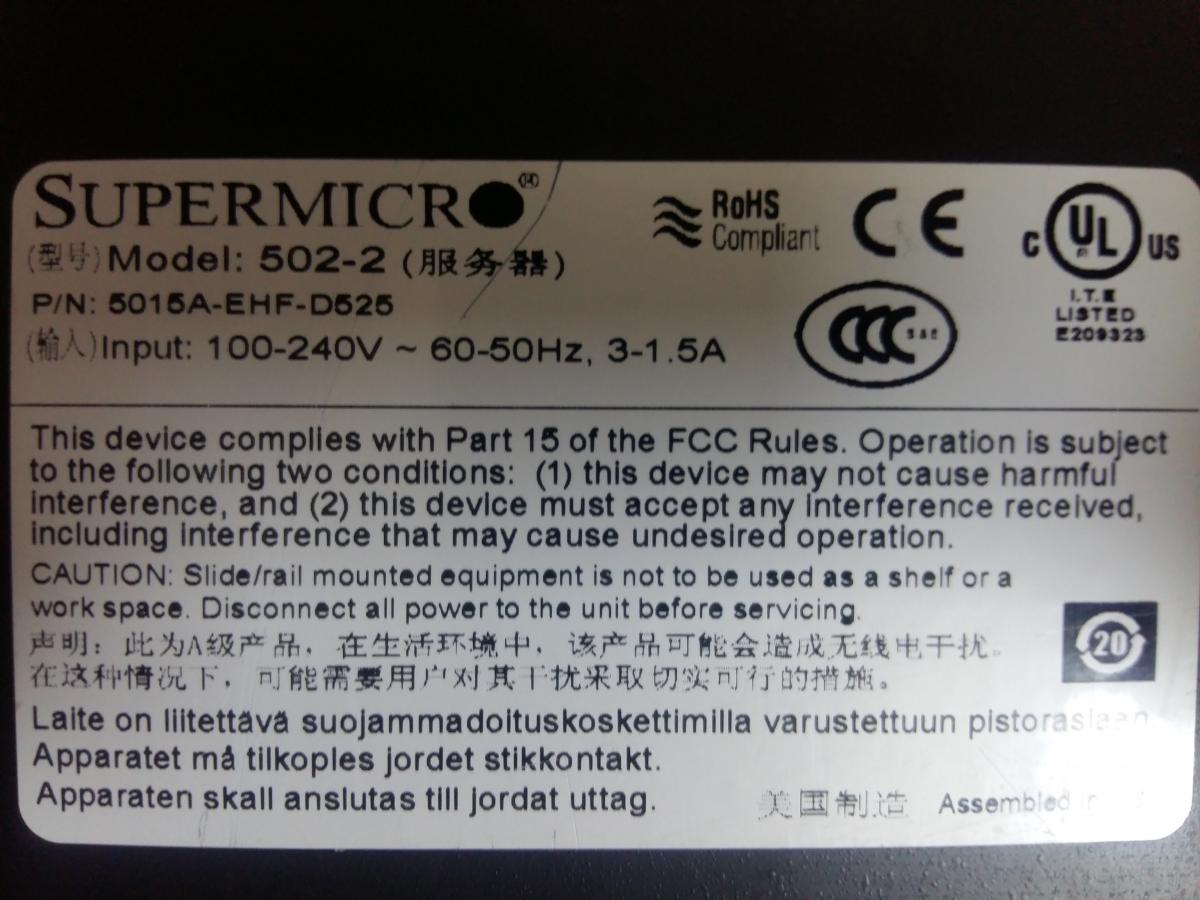 SUPERMICRO®
RoHS
Compliant
CE
C UL US
I.T.E
LISTED
E209323
(型号) Model: 502-2 (服务器)
P/N: 5015A-EHF-D525
(输入) Input: 100-240V ~ 60-50Hz, 3-1.5A
CCC S&E
This device complies with Part 15 of the FCC Rules. Operation is subject
to the following two conditions: (1) this device may not cause harmful
interference, and (2) this device must accept any interference received,
including interference that may cause undesired operation.
CAUTION: Slide/rail mounted equipment is not to be used as a shelf or a
work space. Disconnect all power to the unit before servicing.
声明：此为A级产品，在生活环境中，该产品可能会造成无线电干扰。
在这种情况下，可能需要用户对其干扰采取切实可行的措施。
20
Laite on liitettävä suojammadoituskoskettimilla varustettuun pistorasiaan.
Apparatet må tilkoples jordet stikkontakt.
Apparaten skall anslutas till jordat uttag.
美国制造 Assembled in